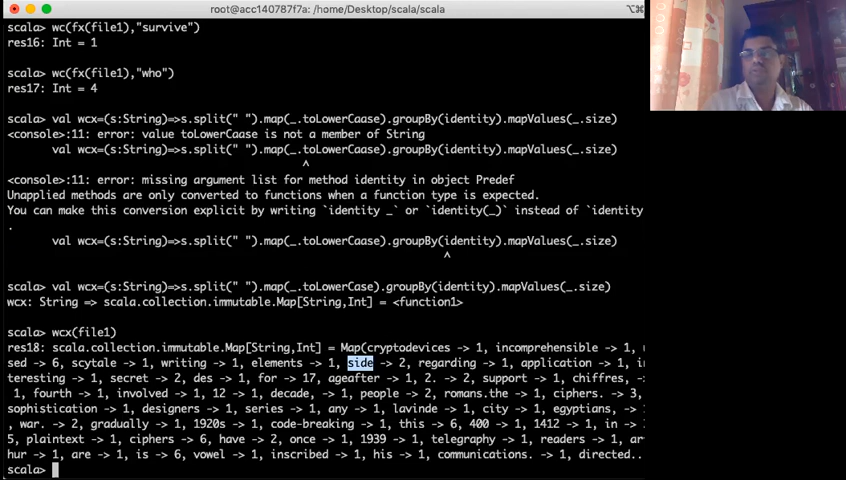 root@acc140787f7a: /home/Desktop/scala/scala
scala> wc(fx(file1),"survive")
res16: Int = 1
scala> wc(fx(file1),"who")
res17: Int = 4
scala> val wcx=(s:String)=>s.split(" ").map(_.toLowerCaase).groupBy(identity).mapValues(_.size)
<console>:11: error: value toLowerCaase is not a member of String
val wcx=(s:String)=>s.split(" ").map(_.toLowerCaase).groupBy(identity).mapValues(_.size)
^
<console>:11: error: missing argument list for method identity in object Predef
Unapplied methods are only converted to functions when a function type is expected.
You can make this conversion explicit by writing `identity _` or `identity(_)` instead of `identity
.
val wcx=(s:String)=>s.split(" ").map(_.toLowerCaase).groupBy(identity).mapValues(_.size)
^
scala> val wcx=(s:String)=>s.split(" ").map(_.toLowerCase).groupBy(identity).mapValues(_.size)
wcx: String => scala.collection.immutable.Map[String,Int] = <function1>
scala> wcx(file1)
res18: scala.collection.immutable.Map[String,Int] = Map(cryptodevices -> 1, incomprehensible -> 1,
sed -> 6, scytale -> 1, writing -> 1, elements -> 1, side -> 2, regarding -> 1, application -> 1, in
teresting -> 1, secret -> 2, des -> 1, for -> 17, ageafter -> 1, 2. -> 2, support -> 1, chiffres, ->
1, fourth -> 1, involved -> 1, 12 -> 1, decade, -> 1, people -> 2, romans.the -> 1, ciphers. -> 3,
sophistication -> 1, designers -> 1, series -> 1, any -> 1, lavinde -> 1, city -> 1, egyptians, ->
, war. -> 2, gradually -> 1, 1920s -> 1, code-breaking -> 1, this -> 6, 400 -> 1, 1412 -> 1, in ->
5, plaintext -> 1, ciphers -> 6, have -> 2, once -> 1, 1939 -> 1, telegraphy -> 1, readers -> 1, ar
hur -> 1, are -> 1, is -> 6, vowel -> 1, inscribed -> 1, his -> 1, communications. -> 1, directed..
scala>